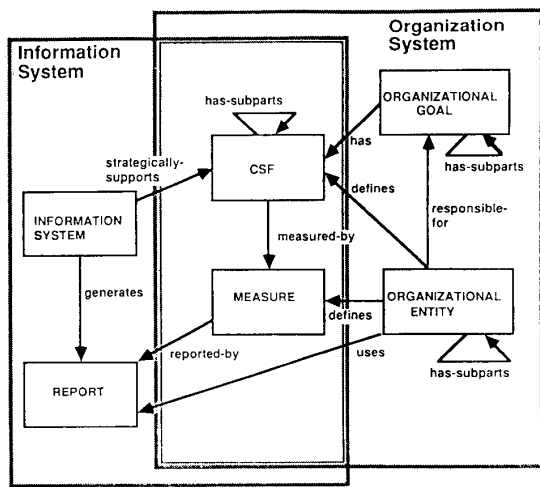 Organization
System
Information
System
has-subparts
ORGANIZATIONAL
GOAL
has
strategically-
supports
has-subparts
CSF
defines
INFORMATION
SYSTEM
responsible-
for
measured-by
generates
MEASURE
defines
ORGANIZATIONAL
ENTITY
reported-by
uses
has-subparts
REPORT